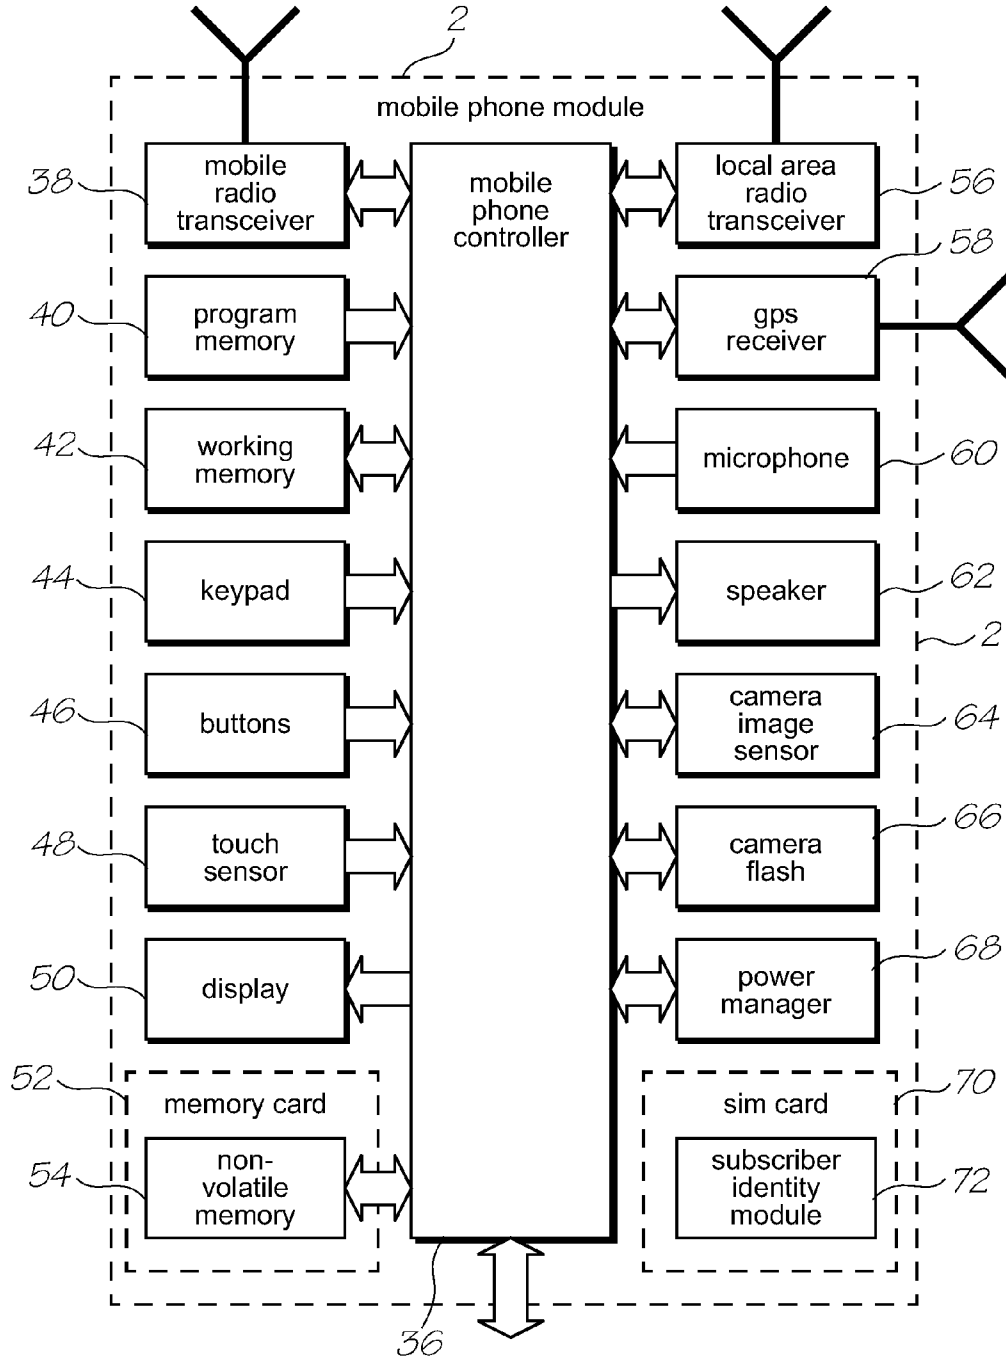 2
mobile phone module
38
mobile
radio
transceiver
mobile
phone
controller
local area
radio
transceiver
56
58
40
program
memory
gps
receiver
42
working
memory
microphone
60
44
keypad
speaker
62
2
46
buttons
camera
image
sensor
64
48
touch
sensor
camera
flash
66
50
display
power
manager
68
52
memory card
sim card
70
54
non-
volatile
memory
subscriber
identity
module
72
36